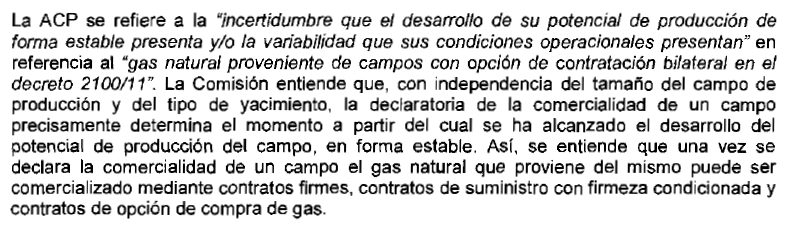 La ACP se refiere a la "incertidumbre que el desarrollo de su potencial de producción de
forma estable presenta y/o la variabilidad que sus condiciones operacionales presentan" en
referencia al "gas natural proveniente de campos con opción de contratación bilateral en el
decreto 2100/11". La Comisión entiende que, con independencia del tamaño del campo de
producción y del tipo de yacimiento, la declaratoria de la comercialidad de un campo
precisamente determina el momento a partir del cual se ha alcanzado el desarrollo del
potencial de producción del campo, en forma estable. Así, se entiende que una vez se
declara la comercialidad de un campo el gas natural que proviene del mismo puede ser
comercializado mediante contratos firmes, contratos de suministro con firmeza condicionada y
contratos de opción de compra de gas.